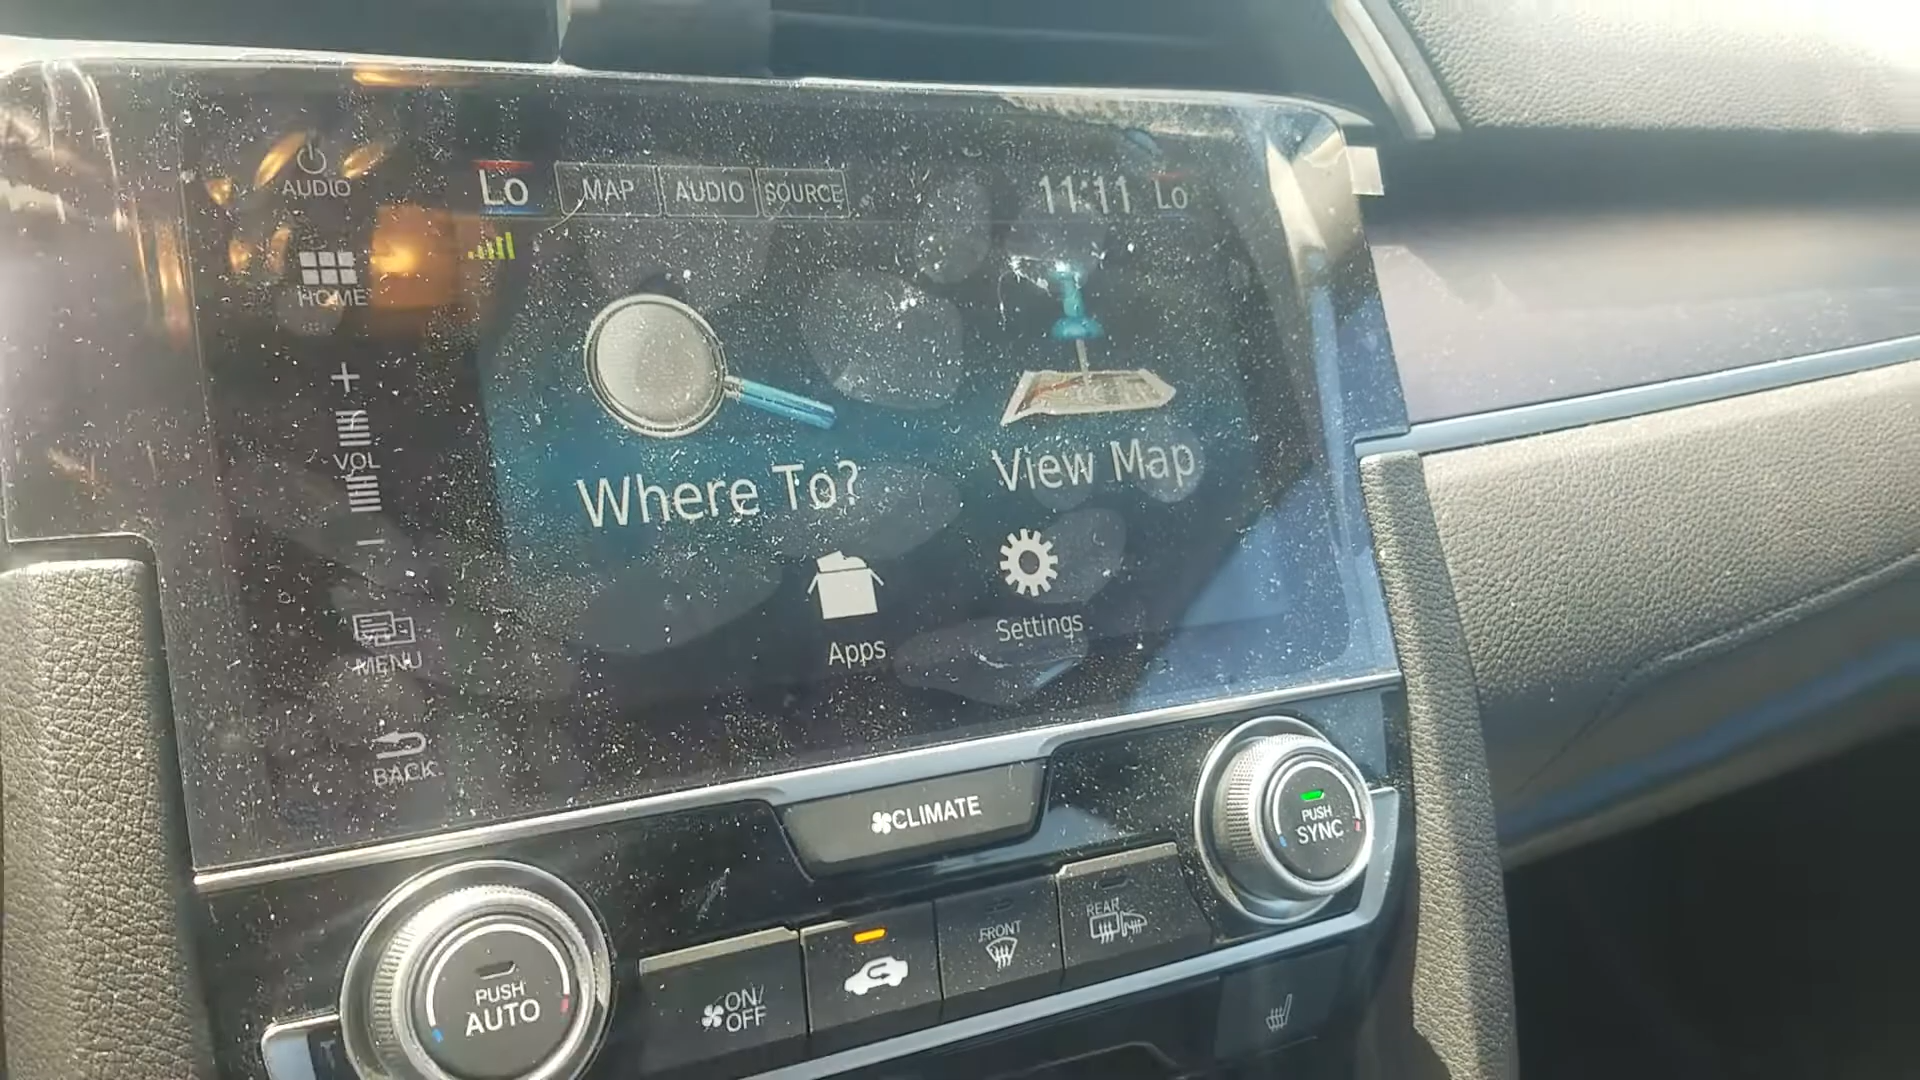 AUDIO
LO MAP AUDIO SOURCE 11:11 LO
HOME
+
VOL
-
Where To?
View Map
Apps
Settings
MENU
BACK
CLIMATE
PUSH
SYNC
PUSH
AUTO
ON/
OFF
FRONT
REAR